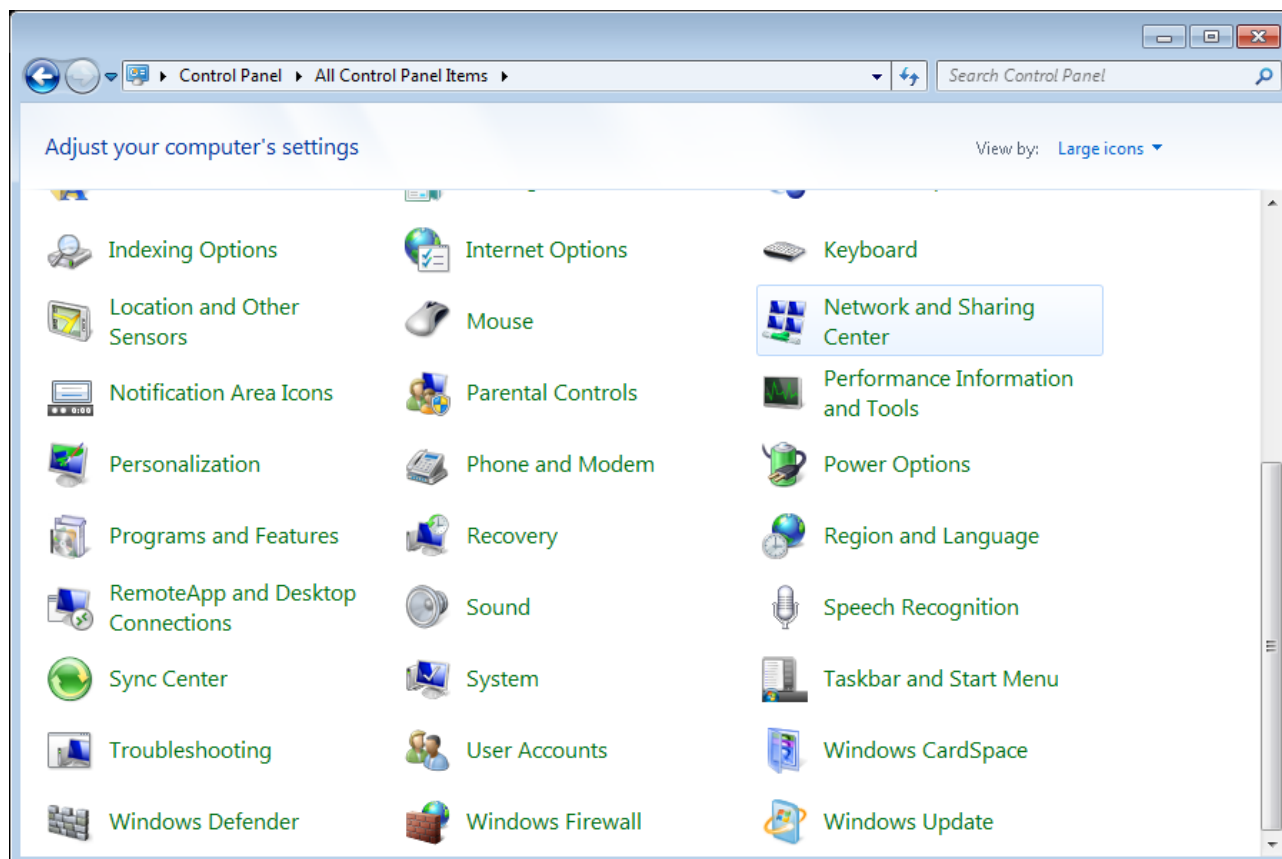 Control Panel
All Control Panel Items
Search Control Panel
Adjust your computer's settings
View by: Large icons
Indexing Options
Internet Options
Keyboard
Location and Other
Sensors
Mouse
Network and Sharing
Center
Notification Area Icons
Parental Controls
Performance Information
and Tools
Personalization
Phone and Modem
Power Options
Programs and Features
Recovery
Region and Language
RemoteApp and Desktop
Connections
Sound
Speech Recognition
Sync Center
System
Taskbar and Start Menu
Troubleshooting
User Accounts
Windows CardSpace
Windows Defender
Windows Firewall
Windows Update